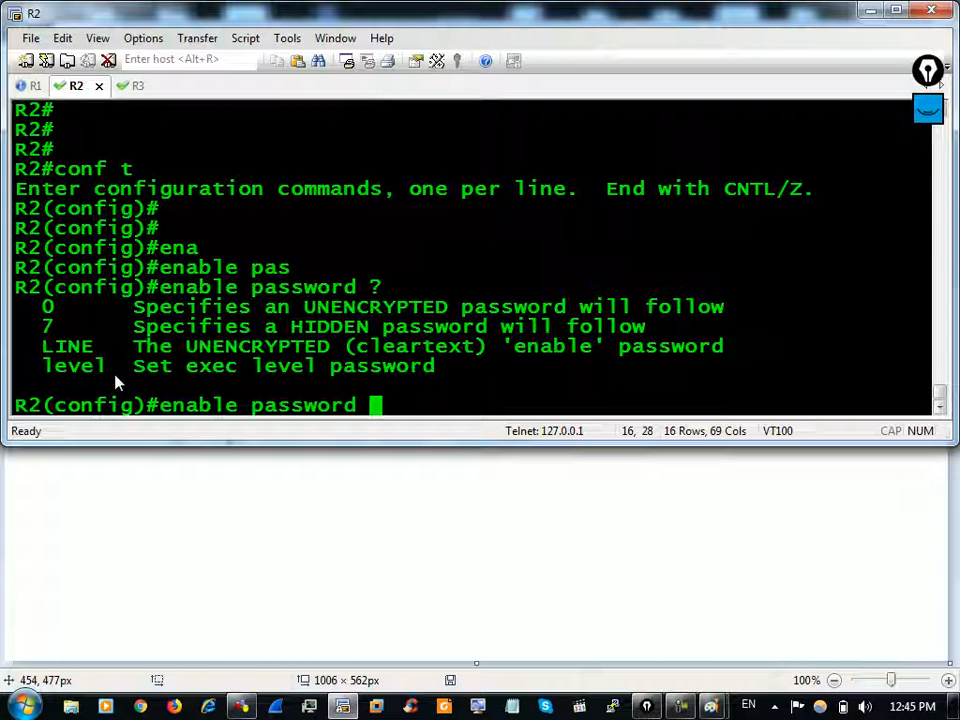 R2
File Edit View Options Transfer Script Tools Window Help
Enter host <Alt+R>
R1 R2 x R3
R2#
R2#
R2#
R2#conf t
Enter configuration commands, one per line. End with CNTL/Z.
R2(config)#
R2(config)#
R2(config)#ena
R2(config)#enable pas
R2(config)#enable password ?
0 Specifies an UNENCRYPTED password will follow
7 Specifies a HIDDEN password will follow
LINE The UNENCRYPTED (cleartext) 'enable' password
level Set exec level password
R2(config)#enable password
Ready Telnet: 127.0.0.1 16, 28 16 Rows, 69 Cols VT100 CAP NUM
454, 477px 1006 × 562px 100%
EN 12:45 PM